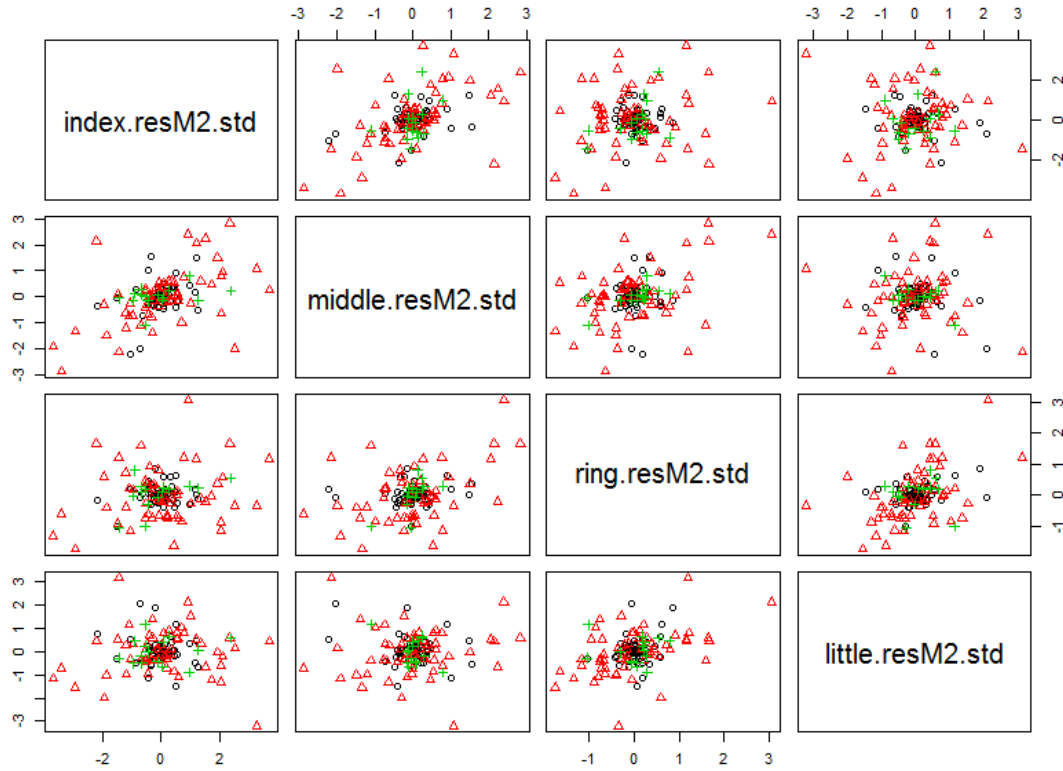 -3 -2 -1 0 1 2 3
-3 -2 -1 0 1 2 3
index.resM2.std
-2 0 2
-3 -2 -1 0 1 2 3
middle.resM2.std
ring.resM2.std
-1 0 1 2 3
-3 -1 0 1 2 3
little.resM2.std
-2 0 2
-1 0 1 2 3